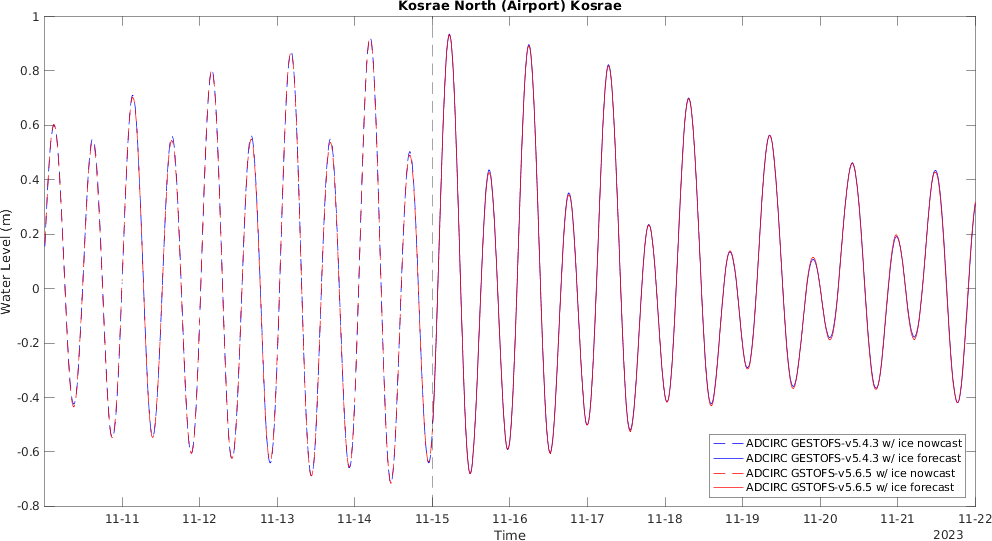 Kosrae North (Airport) Kosrae
Water Level (m)
1
0.8
0.6
0.4
0.2
0
-0.2
-0.4
-0.6
-0.8
ADCIRC GESTOFS-v5.4.3 w/ ice nowcast
ADCIRC GESTOFS-v5.4.3 w/ ice forecast
ADCIRC GSTOFS-v5.6.5 w/ ice nowcast
ADCIRC GSTOFS-v5.6.5 w/ ice forecast
11-11 11-12 11-13 11-14 11-15 11-16 11-17 11-18 11-19 11-20 11-21 11-22
Time
2023